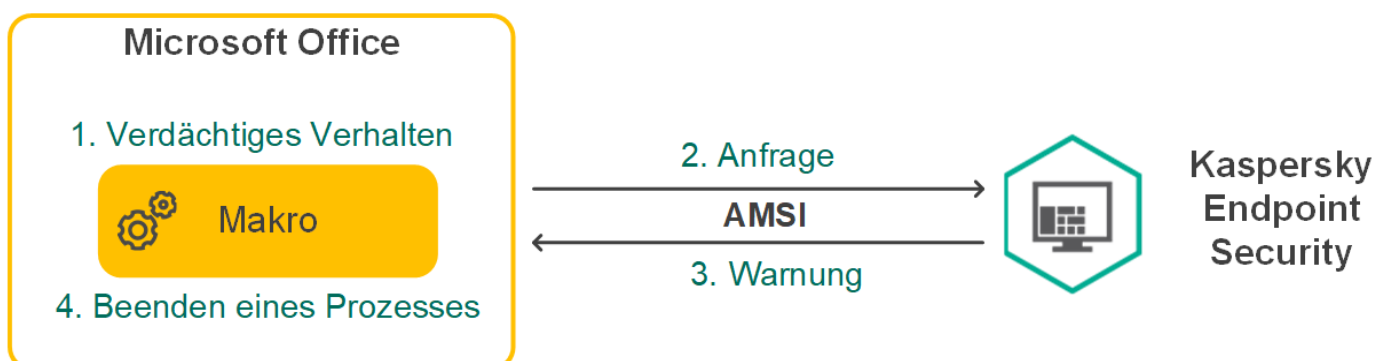 Microsoft Office
1. Verdächtiges Verhalten
Makro
4. Beenden eines Prozesses
2. Anfrage
AMSI
3. Warnung
Kaspersky
Endpoint
Security